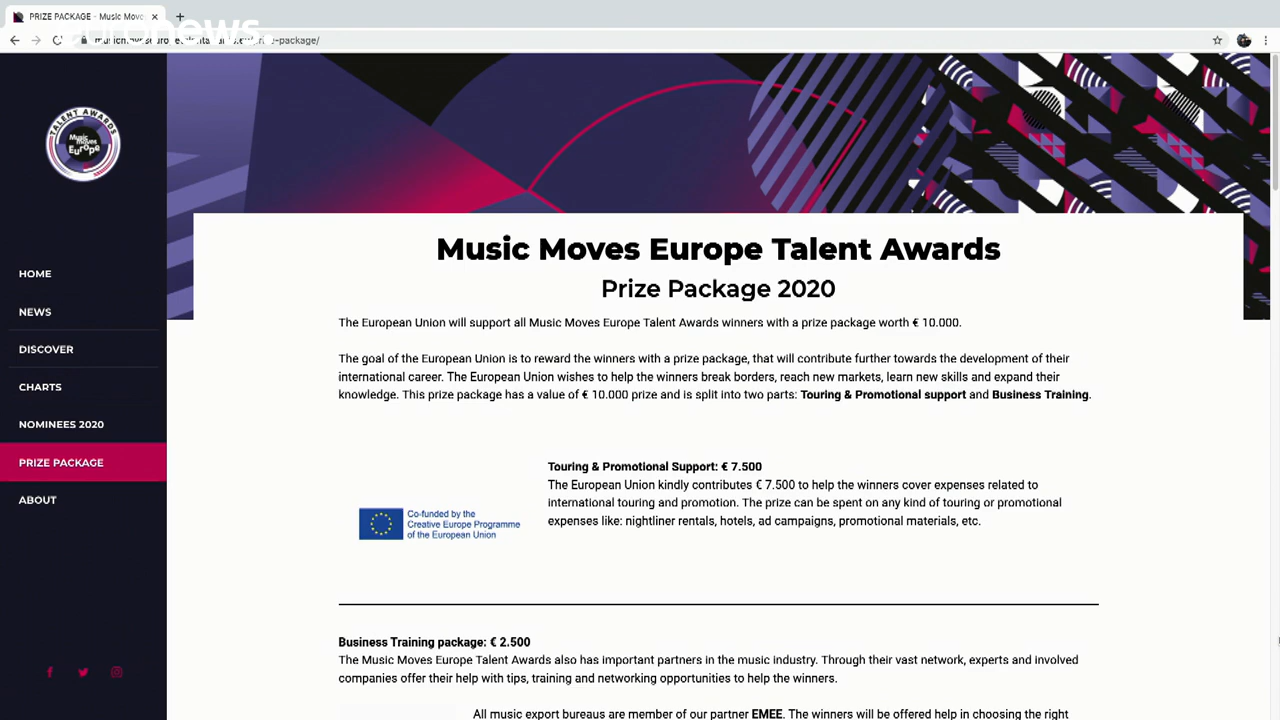 PRIZE PACKAGE - Music Move
euronews.
prize-package/
TALENT AWARDS
Music
moves
Europe
HOME
NEWS
DISCOVER
CHARTS
NOMINEES 2020
PRIZE PACKAGE
ABOUT
Music Moves Europe Talent Awards
Prize Package 2020
The European Union will support all Music Moves Europe Talent Awards winners with a prize package worth € 10.000.
The goal of the European Union is to reward the winners with a prize package, that will contribute further towards the development of their
international career. The European Union wishes to help the winners break borders, reach new markets, learn new skills and expand their
knowledge. This prize package has a value of € 10.000 prize and is split into two parts: Touring & Promotional support and Business Training.
Touring & Promotional Support: € 7.500
The European Union kindly contributes € 7.500 to help the winners cover expenses related to
international touring and promotion. The prize can be spent on any kind of touring or promotional
expenses like: nightliner rentals, hotels, ad campaigns, promotional materials, etc.
Co-funded by the
Creative Europe Programme
of the European Union
Business Training package: € 2.500
The Music Moves Europe Talent Awards also has important partners in the music industry. Through their vast network, experts and involved
companies offer their help with tips, training and networking opportunities to help the winners.
All music export bureaus are member of our partner EMEE. The winners will be offered help in choosing the right